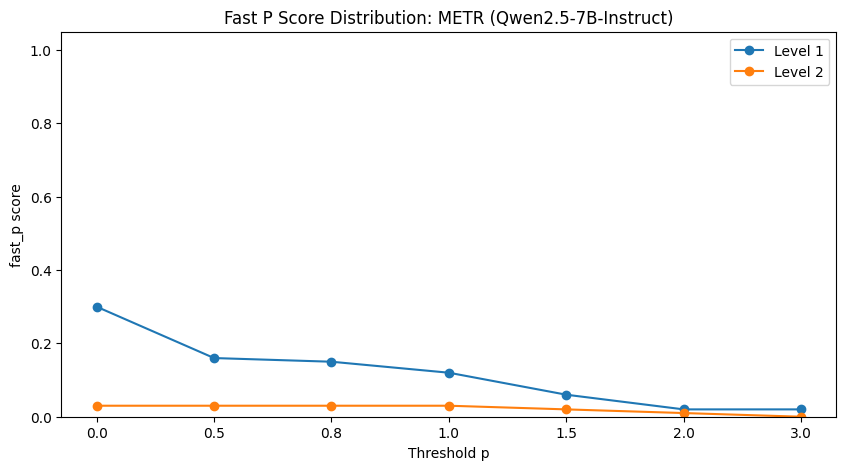 Fast P Score Distribution: METR (Qwen2.5-7B-Instruct)
Level 1
Level 2
fast_p score
1.0
0.8
0.6
0.4
0.2
0.0
0.0 0.5 0.8 1.0 1.5 2.0 3.0
Threshold p